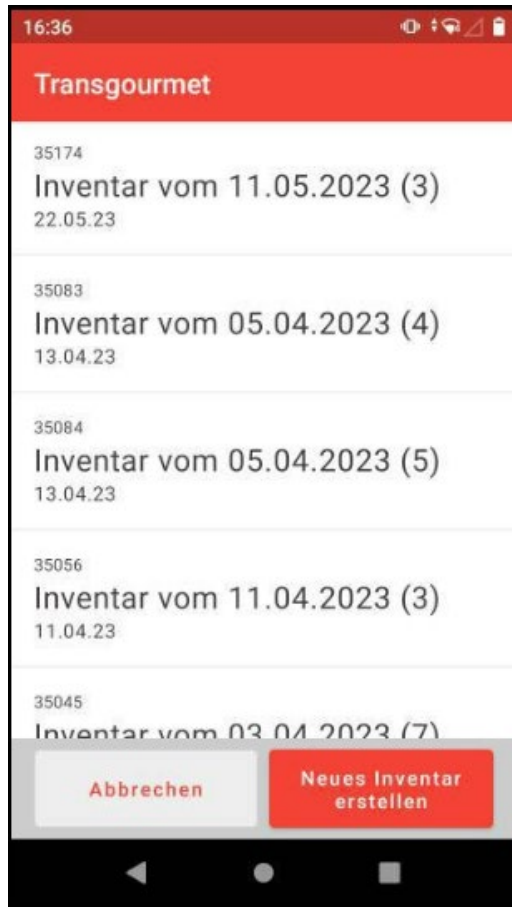 16:36
Transgourmet
35174
Inventar vom 11.05.2023 (3)
22.05.23
35083
Inventar vom 05.04.2023 (4)
13.04.23
35084
Inventar vom 05.04.2023 (5)
13.04.23
35056
Inventar vom 11.04.2023 (3)
11.04.23
35045
Inventar vom 03.04.2023 (7)
Abbrechen
Neues Inventar
erstellen